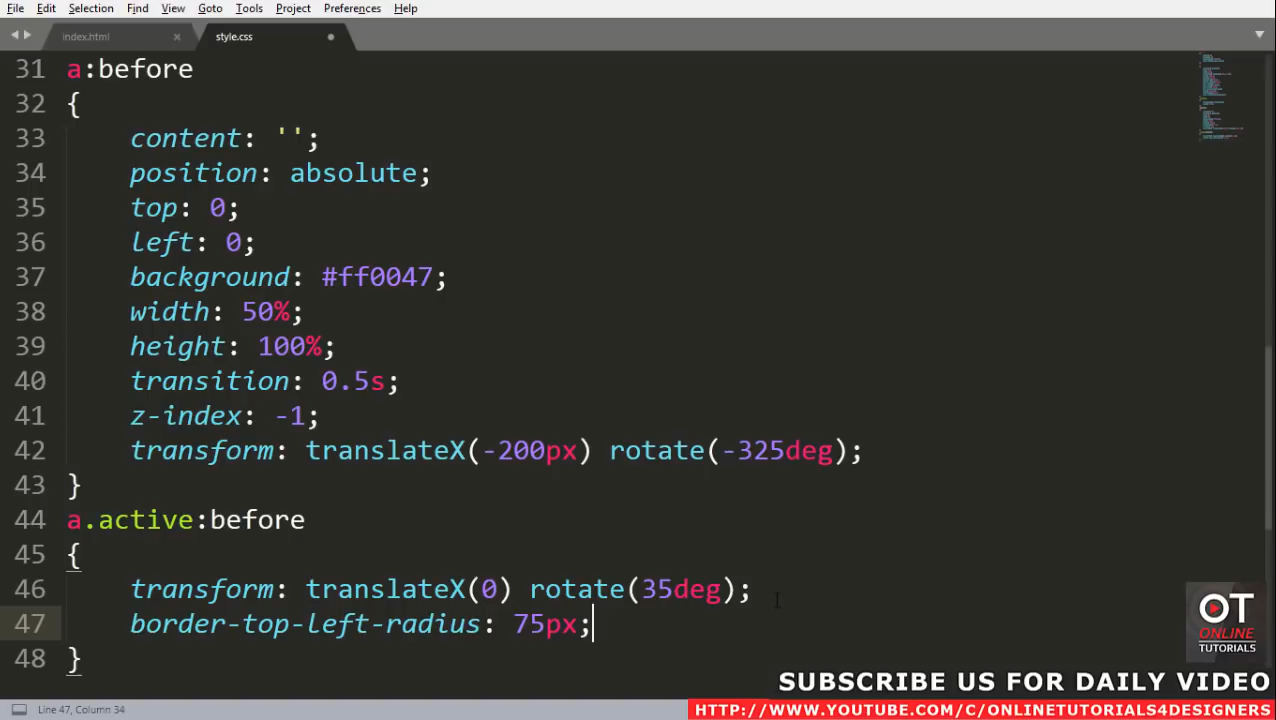 File Edit Selection Find View Goto Tools Project Preferences Help
index.html × style.css
31 a:before
32 {
33 content: '';
34 position: absolute;
35 top: 0;
36 left: 0;
37 background: #ff0047;
38 width: 50%;
39 height: 100%;
40 transition: 0.5s;
41 z-index: -1;
42 transform: translateX(-200px) rotate(-325deg);
43 }
44 a.active:before
45 {
46 transform: translateX(0) rotate(35deg);
47 border-top-left-radius: 75px;
48 }
OT
ONLINE
TUTORIALS
SUBSCRIBE US FOR DAILY VIDEO
Line 47, Column 34
HTTP://WWW.YOUTUBE.COM/C/ONLINETUTORIALS4DESIGNERS